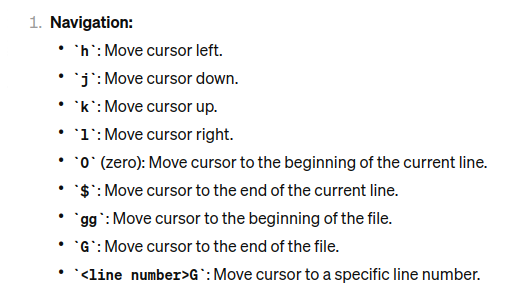 1. Navigation:
• `h`: Move cursor left.
• `j`: Move cursor down.
• `k`: Move cursor up.
• `l`: Move cursor right.
• `0` (zero): Move cursor to the beginning of the current line.
• `$`: Move cursor to the end of the current line.
• `gg`: Move cursor to the beginning of the file.
• `G`: Move cursor to the end of the file.
• `<line number>G`: Move cursor to a specific line number.